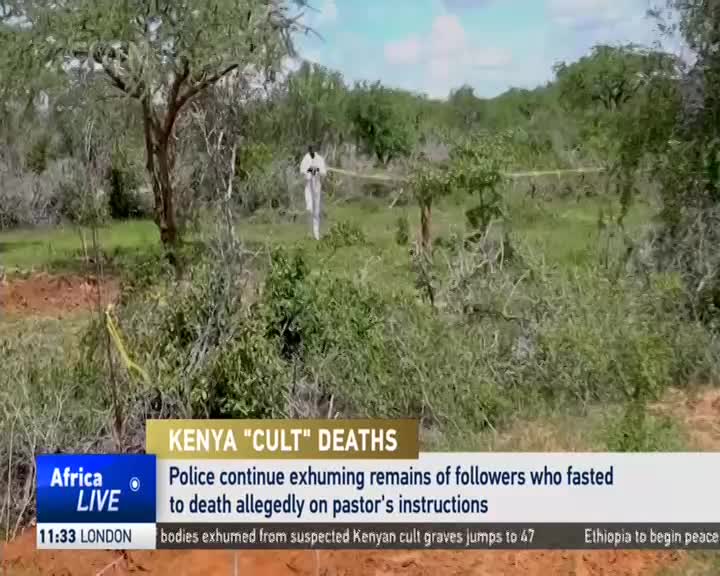 KENYA "CULT" DEATHS
Africa
LIVE
Police continue exhuming remains of followers who fasted
to death allegedly on pastor's instructions
11:33 LONDON
bodies exhumed from suspected Kenyan cult graves jumps to 47
Ethiopia to begin peace